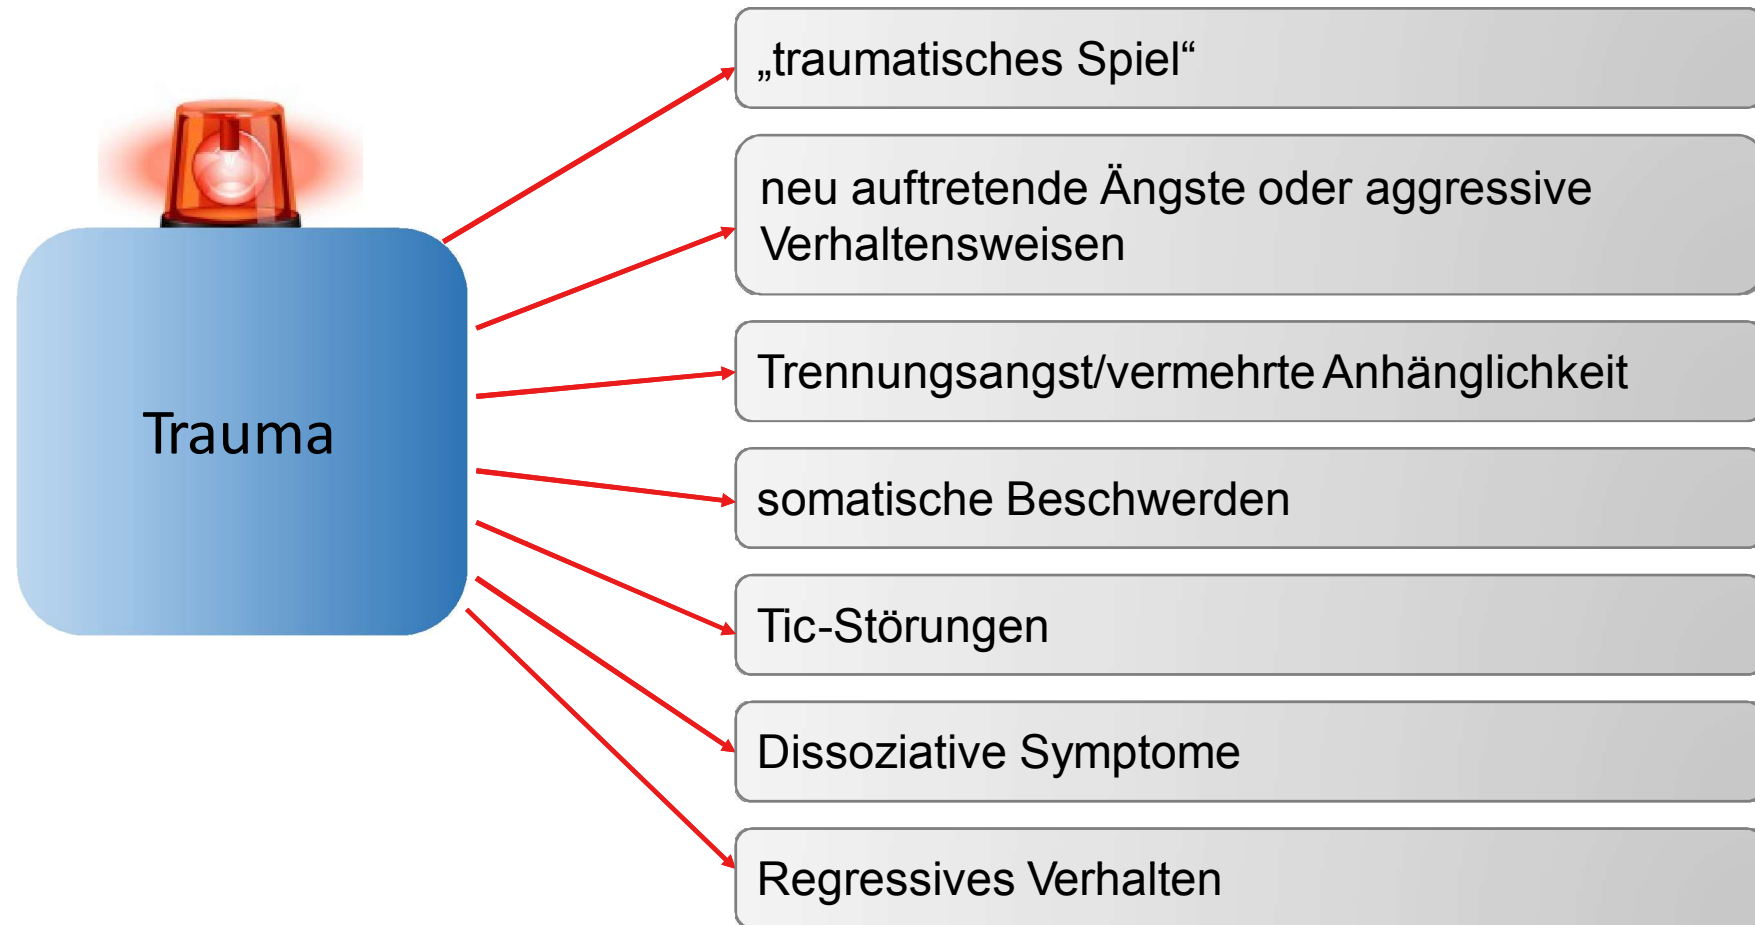 „traumatisches Spiel“
neu auftretende Ängste oder aggressive
Verhaltensweisen
Trennungsangst/vermehrte Anhänglichkeit
Trauma
somatische Beschwerden
Tic-Störungen
Dissoziative Symptome
Regressives Verhalten